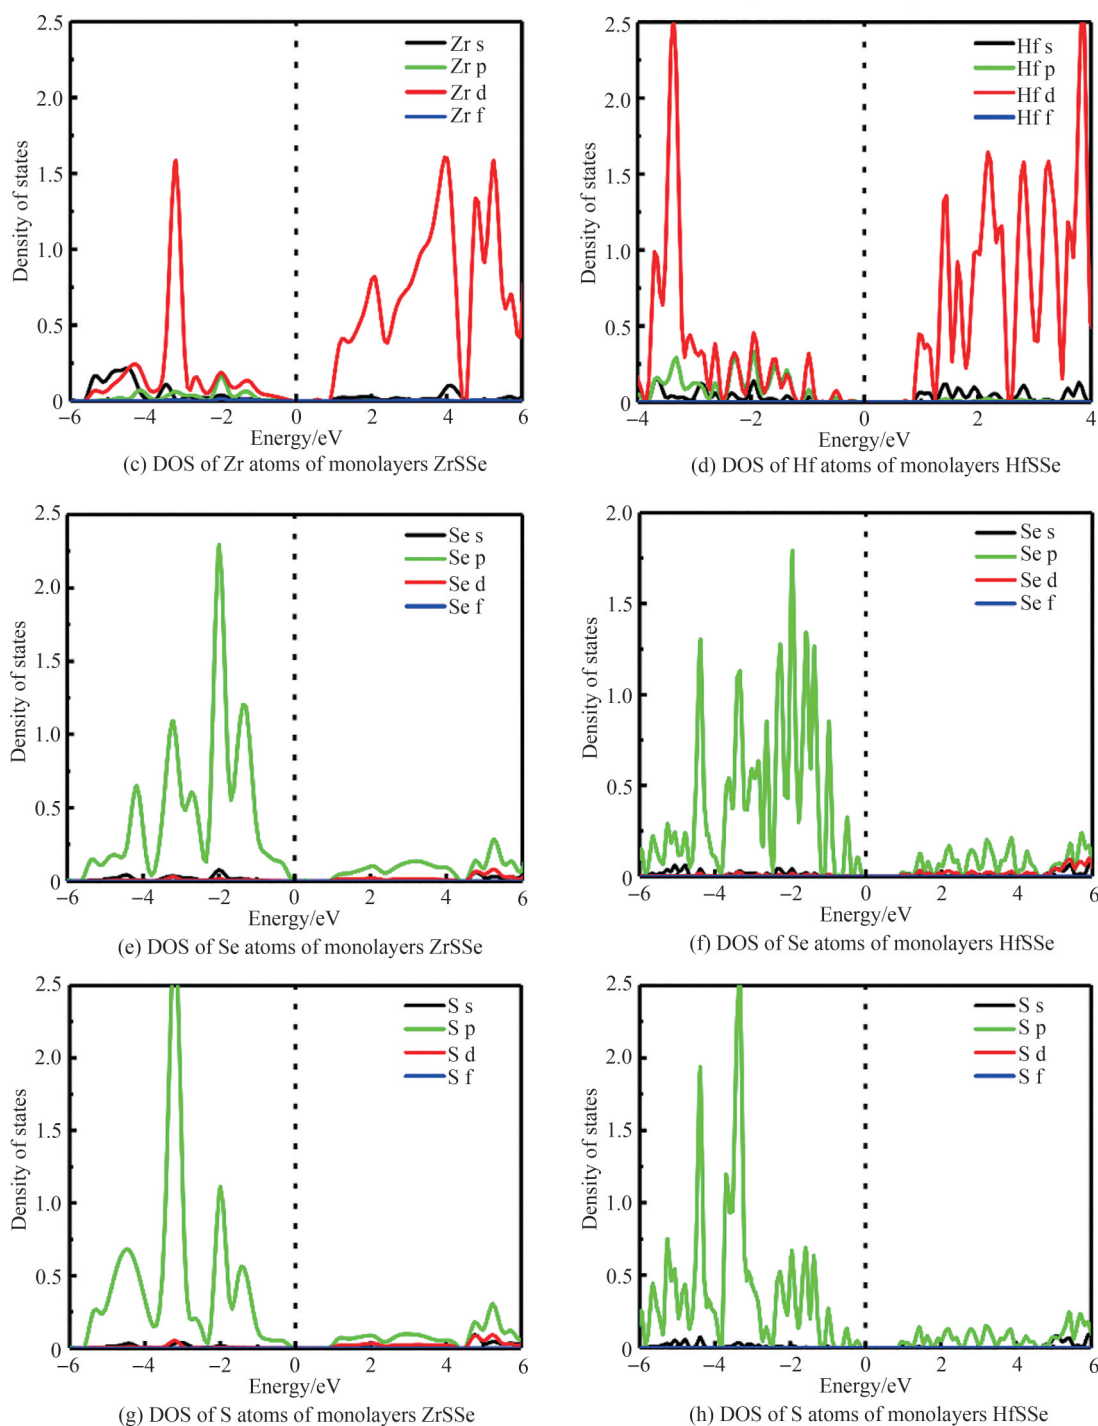 2.5
2.0
1.5
1.0
0.5
0
Density of states
Zr s
Zr p
Zr d
Zr f
−6
−4
−2
0
2
4
6
Energy/eV
(c) DOS of Zr atoms of monolayers ZrSSe
2.5
2.0
1.5
1.0
0.5
0
Density of states
Hf s
Hf p
Hf d
Hf f
−4
−2
0
2
4
Energy/eV
(d) DOS of Hf atoms of monolayers HfSSe
2.5
2.0
1.5
1.0
0.5
0
Density of states
Se s
Se p
Se d
Se f
−6
−4
−2
0
2
4
6
Energy/eV
(e) DOS of Se atoms of monolayers ZrSSe
2.0
1.5
1.0
0.5
0
Density of states
Se s
Se p
Se d
Se f
−6
−4
−2
0
2
4
6
Energy/eV
(f) DOS of Se atoms of monolayers HfSSe
2.5
2.0
1.5
1.0
0.5
0
Density of states
S s
S p
S d
S f
−6
−4
−2
0
2
4
6
Energy/eV
(g) DOS of S atoms of monolayers ZrSSe
2.5
2.0
1.5
1.0
0.5
0
Density of states
S s
S p
S d
S f
−6
−4
−2
0
2
4
6
Energy/eV
(h) DOS of S atoms of monolayers HfSSe